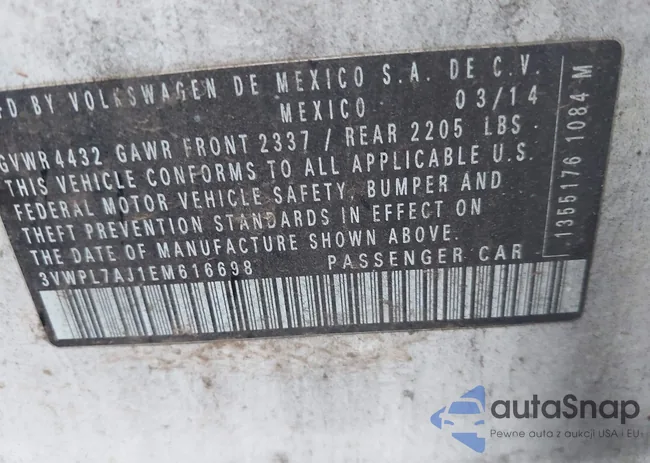 MFD BY VOLKSWAGEN DE MEXICO S.A. DE C.V.
MEXICO 03/14
GVWR 4432 GAWR FRONT 2337 / REAR 2205 LBS
THIS VEHICLE CONFORMS TO ALL APPLICABLE U.S.
FEDERAL MOTOR VEHICLE SAFETY, BUMPER AND
THEFT PREVENTION STANDARDS IN EFFECT ON
THE DATE OF MANUFACTURE SHOWN ABOVE.
3VWPL7AJ1EM616698 PASSENGER CAR
1355176 1084 M
autoSnap
Pewne auta z aukcji USA i EU